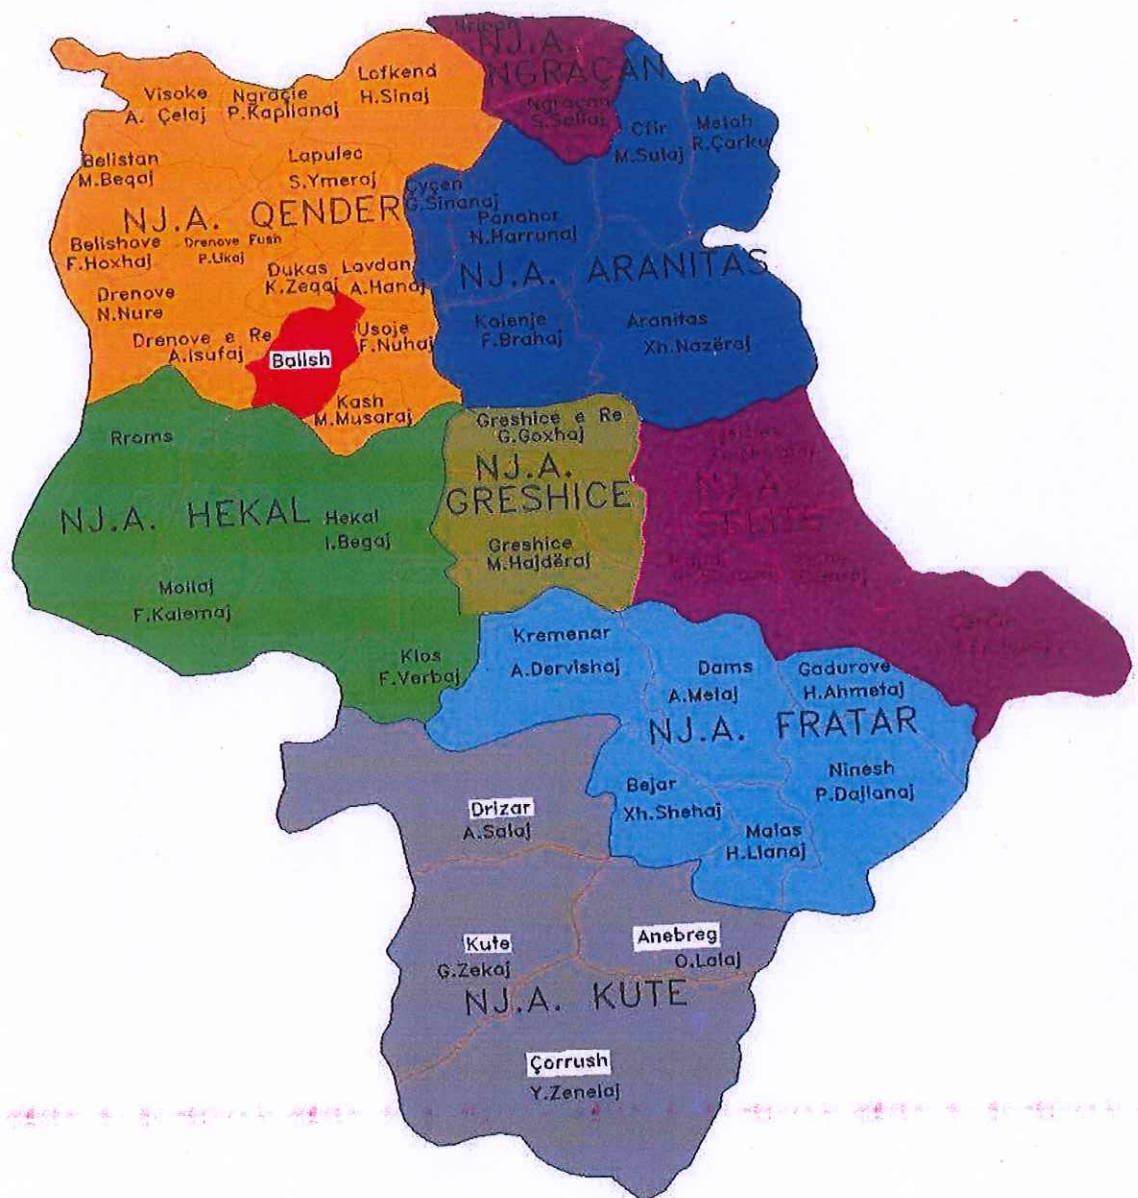 NJ.A.
NGRAÇAN
Ngraçan
Lofkend
H.Sinaj
Visoke
A. Çelaj
Ngraçie
P.Kapllanaj
Belistan
M.Beqaj
Lapulec
S.Ymeraj
NJ.A. QENDER
Belishove
F.Hoxhaj
Drenove Fush
P.Likaj
Dukas
K.Zeqaj
Lavdan
A.Hanaj
Drenove
N.Nure
Drenove e Re
A.Isufaj
Ballsh
Usoje
F.Nuhaj
Kash
M.Musaraj
Cfir
M.Sulaj
Metoh
R.Çarku
Çyçen
G.Sinanaj
Panahor
N.Harrunaj
NJ.A. ARANITAS
Kalenje
F.Brahaj
Aranitas
Xh.Nazëraj
Rroms
NJ.A. HEKAL
Hekal
I.Begaj
Mollaj
F.Kalemaj
Klos
F.Verbaj
Greshice e Re
G.Goxhaj
NJ.A.
GRESHICE
Greshice
M.Hajdëraj
NJ.A
Kremenar
A.Dervishaj
Dams
A.Metaj
Gadurove
H.Ahmetaj
NJ.A. FRATAR
Bejar
Xh.Shehaj
Ninesh
P.Dajlanaj
Malas
H.Llanaj
Drizar
A.Salaj
Kute
G.Zekaj
Anebreg
O.Lalaj
NJ.A. KUTE
Çorrush
Y.Zenelaj